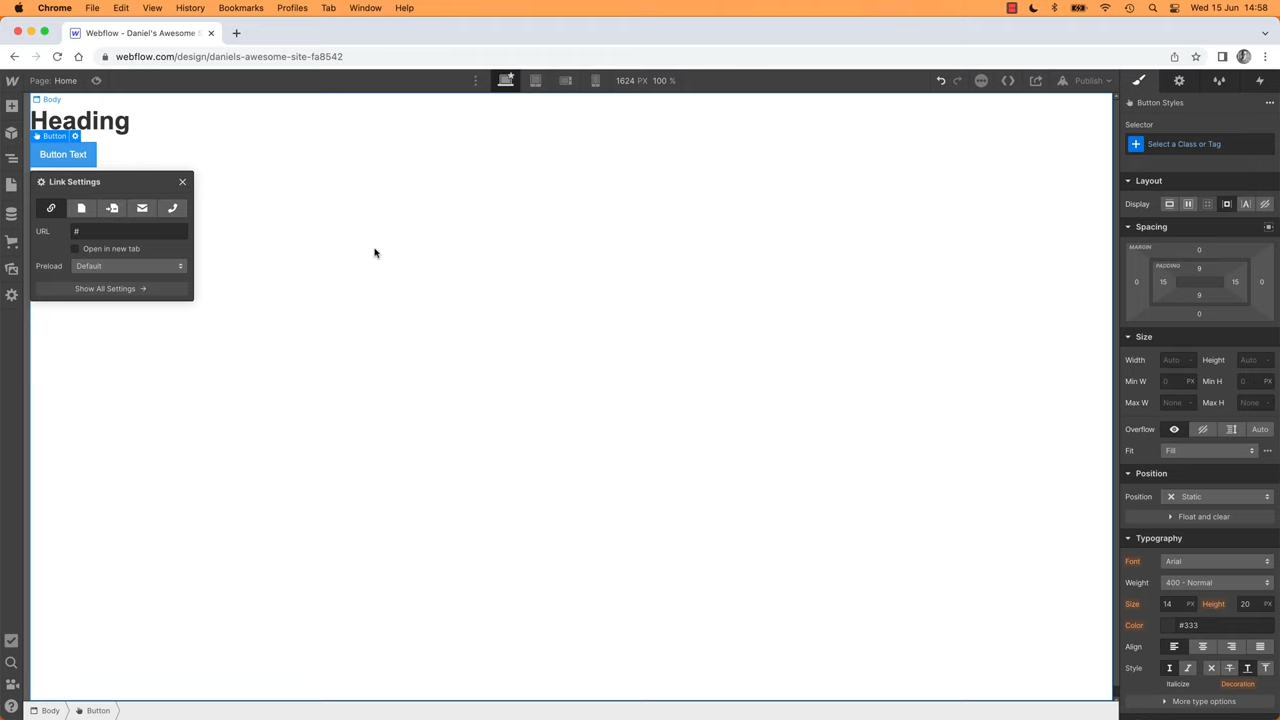 Chrome File Edit View History Bookmarks Profiles Tab Window Help Wed 15 Jun 14:58
Webflow - Daniel's Awesome S
webflow.com/design/daniels-awesome-site-fa8542
Page: Home 1624 PX 100 % Publish
Body
Heading
Button
Button Text
Link Settings
URL #
Open in new tab
Preload Default
Show All Settings
Body Button
Button Styles
Selector
Select a Class or Tag
Layout
Display
Spacing
MARGIN 0
PADDING 9
0 15 15 0
9
0
Size
Width Auto - Height Auto -
Min W 0 PX Min H 0 PX
Max W None - Max H None -
Overflow Auto
Fit Fill
Position
Position Static
Float and clear
Typography
Font Arial
Weight 400 - Normal
Size 14 PX Height 20 PX
Color #333
Align
Style
Italicize Decoration
More type options